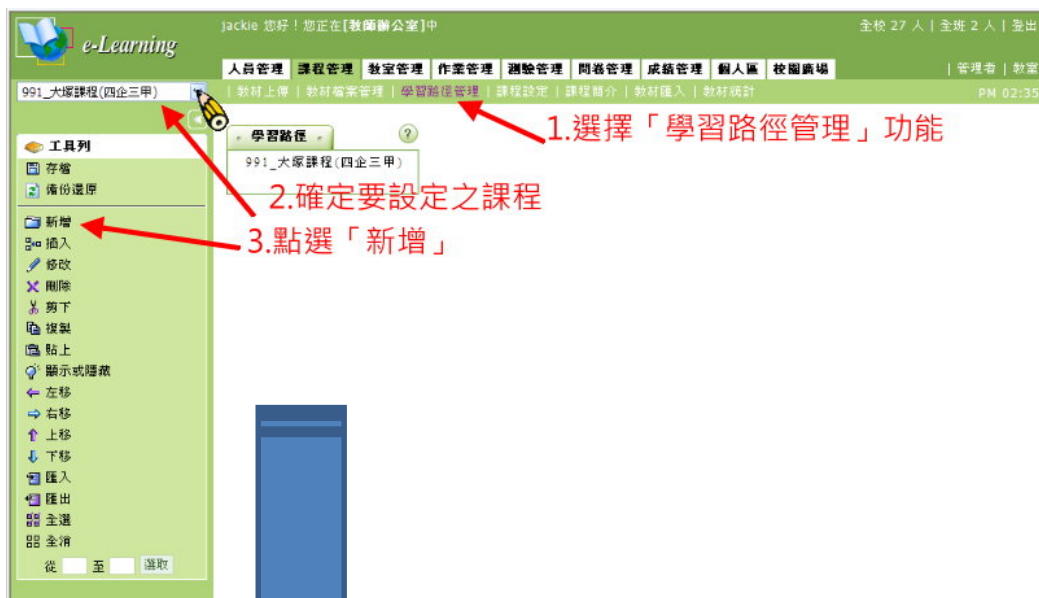 e-Learning
jackie 您好！您正在[教師辦公室]中
全校 27 人 | 全班 2 人 | 登出
人員管理 課程管理 教室管理 作業管理 測驗管理 問卷管理 成績管理 個人區 校園廣場
| 管理者 | 教室
991_大塚課程(四企三甲)
| 教材上傳 | 教材檔案管理 | 學習路徑管理 | 課程設定 | 課程簡介 | 教材匯入 | 教材統計
PM 02:35
1.選擇「學習路徑管理」功能
學習路徑
?
991_大塚課程(四企三甲)
2.確定要設定之課程
3.點選「新增」
工具列
存檔
備份還原
新增
插入
修改
刪除
剪下
複製
貼上
顯示或隱藏
左移
右移
上移
下移
匯入
匯出
全選
全消
從 至 選取